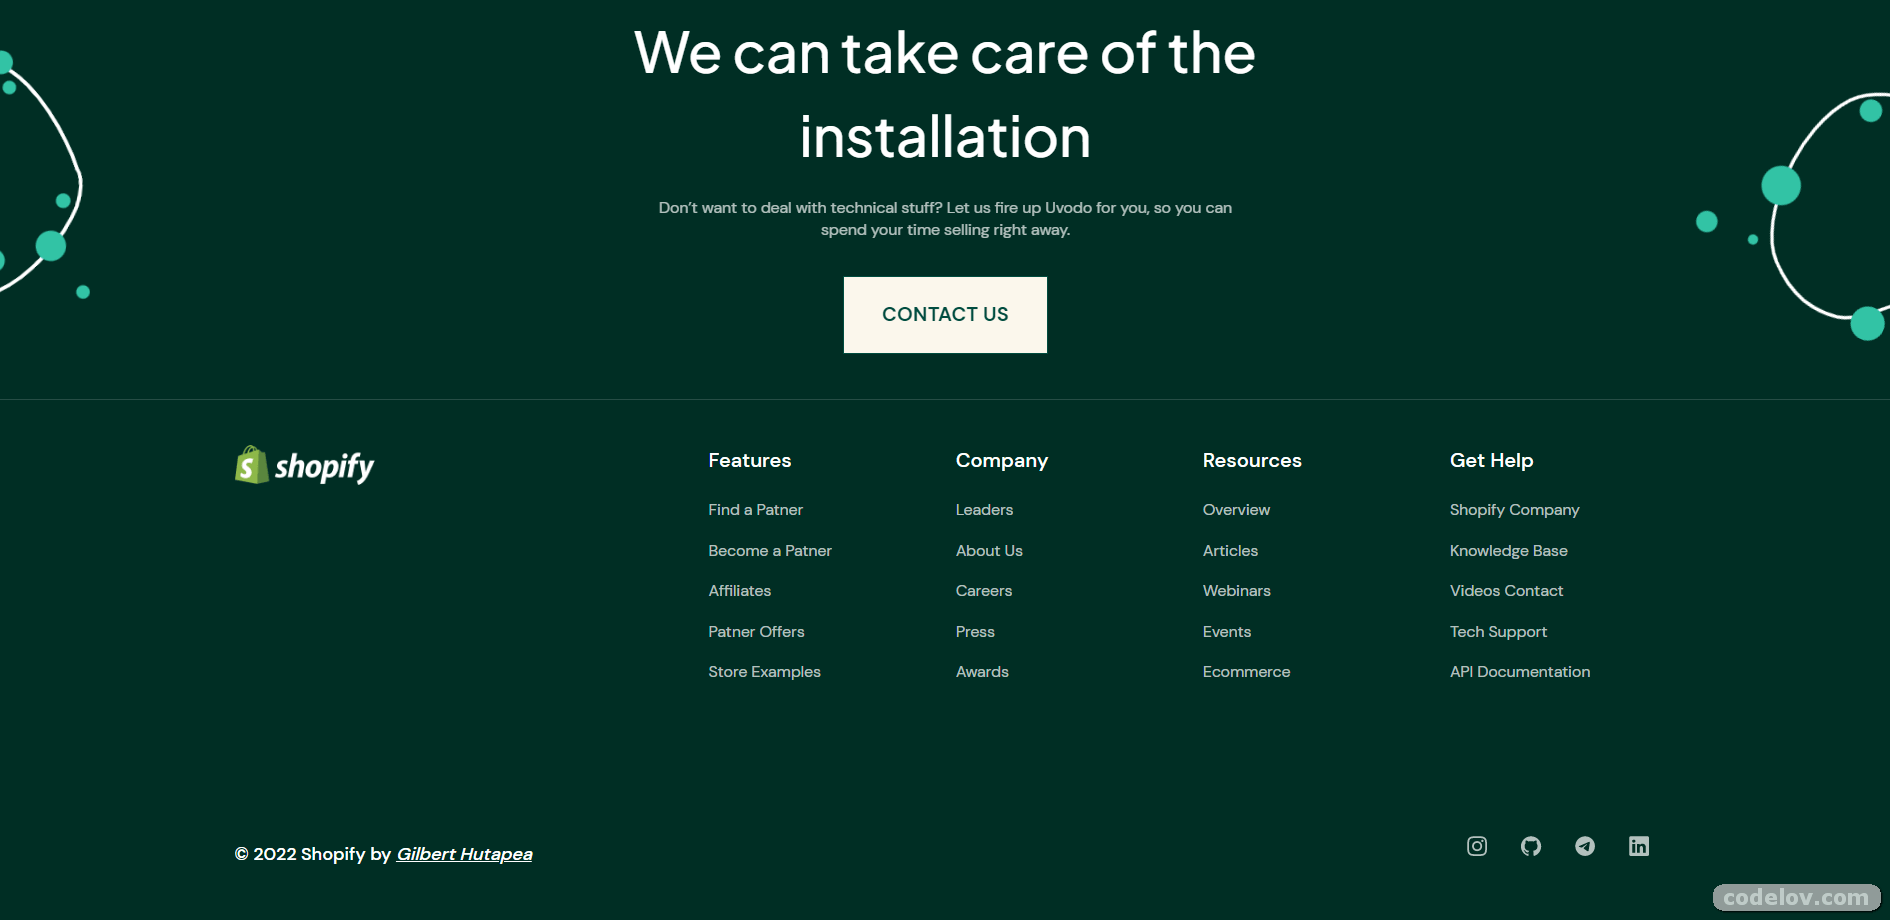 We can take care of the
installation
Don’t want to deal with technical stuff? Let us fire up Uvodo for you, so you can
spend your time selling right away.
CONTACT US
shopify
Features
Find a Patner
Become a Patner
Affiliates
Patner Offers
Store Examples
Company
Leaders
About Us
Careers
Press
Awards
Resources
Overview
Articles
Webinars
Events
Ecommerce
Get Help
Shopify Company
Knowledge Base
Videos Contact
Tech Support
API Documentation
© 2022 Shopify by Gilbert Hutapea
codelov.com